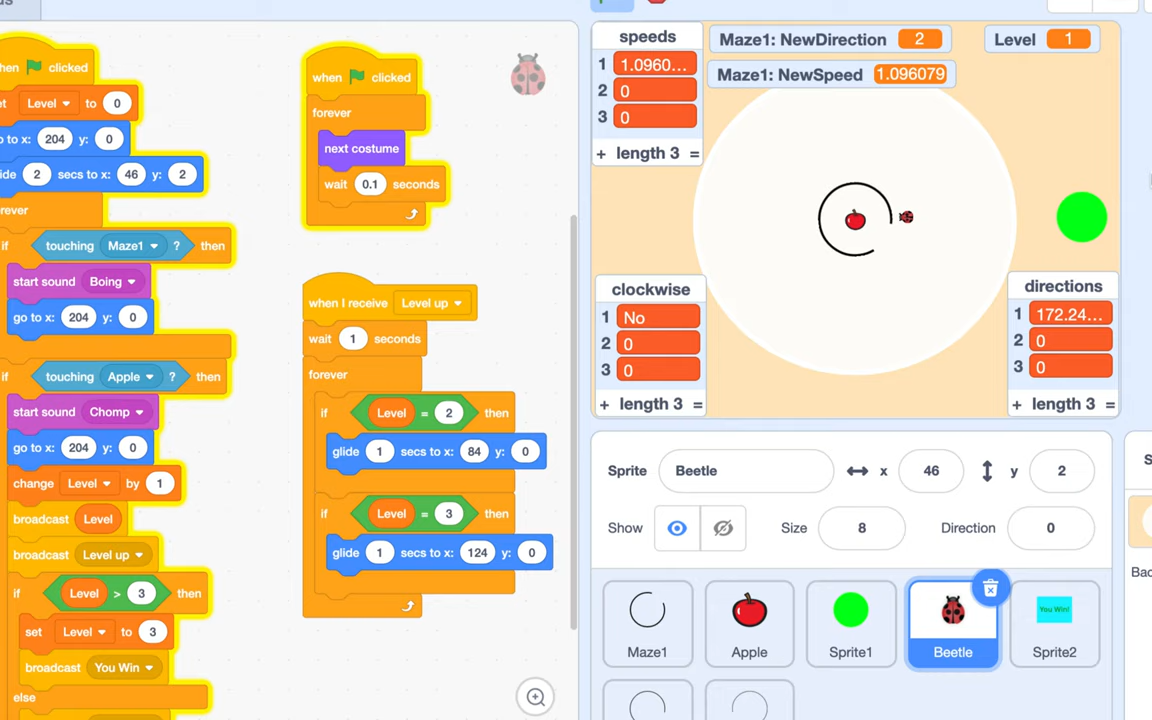 hen clicked
et Level to 0
o to x: 204 y: 0
ide 2 secs to x: 46 y: 2
orever
if touching Maze1 ? then
start sound Boing
go to x: 204 y: 0
if touching Apple ? then
start sound Chomp
go to x: 204 y: 0
change Level by 1
broadcast Level
broadcast Level up
if Level > 3 then
set Level to 3
broadcast You Win
else
when clicked
forever
next costume
wait 0.1 seconds
when I receive Level up
wait 1 seconds
forever
if Level = 2 then
glide 1 secs to x: 84 y: 0
if Level = 3 then
glide 1 secs to x: 124 y: 0
speeds
1 1.0960...
2 0
3 0
+ length 3 =
Maze1: NewDirection 2
Maze1: NewSpeed 1.096079
Level 1
clockwise
1 No
2 0
3 0
+ length 3 =
directions
1 172.24...
2 0
3 0
+ length 3 =
Sprite Beetle x 46 y 2
Show Size 8 Direction 0
You Win!
Maze1 Apple Sprite1 Beetle Sprite2
S
Bac